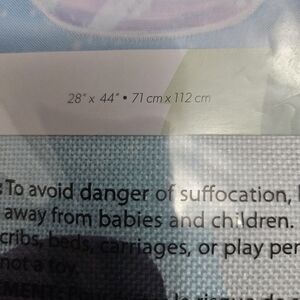 28" x 44" • 71 cm x 112 cm
To avoid danger of suffocation,
away from babies and children.
cribs, beds, carriages, or play pen
not a toy.